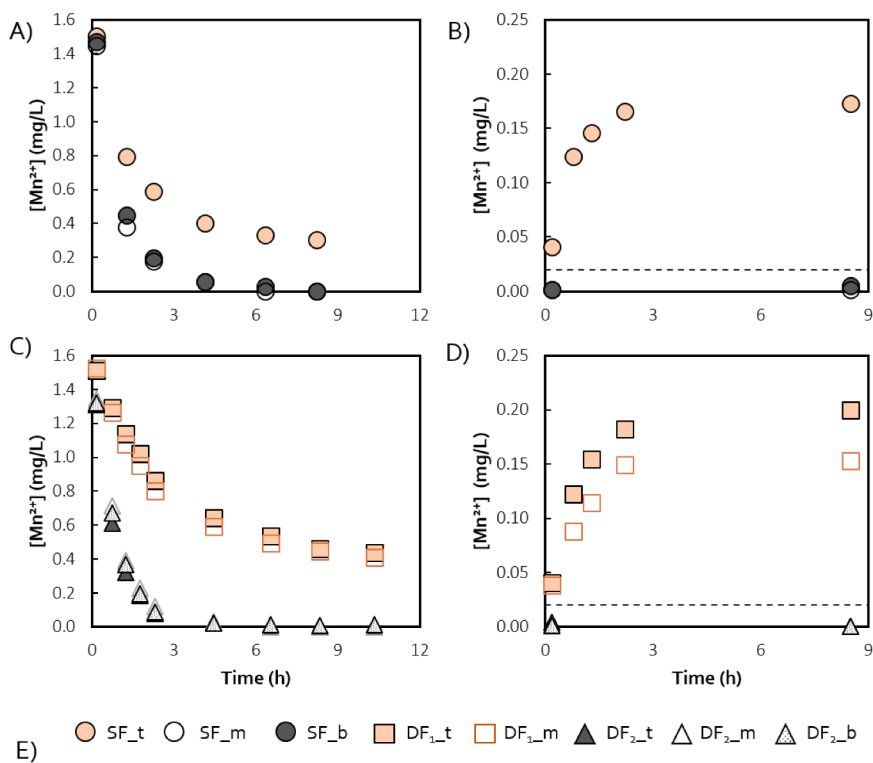 A)
[Mn²⁺] (mg/L)
1.6
1.4
1.2
1.0
0.8
0.6
0.4
0.2
0.0
0 3 6 9 12
B)
[Mn²⁺] (mg/L)
0.25
0.20
0.15
0.10
0.05
0.00
0 3 6 9
C)
[Mn²⁺] (mg/L)
1.6
1.4
1.2
1.0
0.8
0.6
0.4
0.2
0.0
0 3 6 9 12
Time (h)
D)
[Mn²⁺] (mg/L)
0.25
0.20
0.15
0.10
0.05
0.00
0 3 6 9
Time (h)
SF_t SF_m SF_b DF₁_t DF₁_m DF₂_t DF₂_m DF₂_b
E)